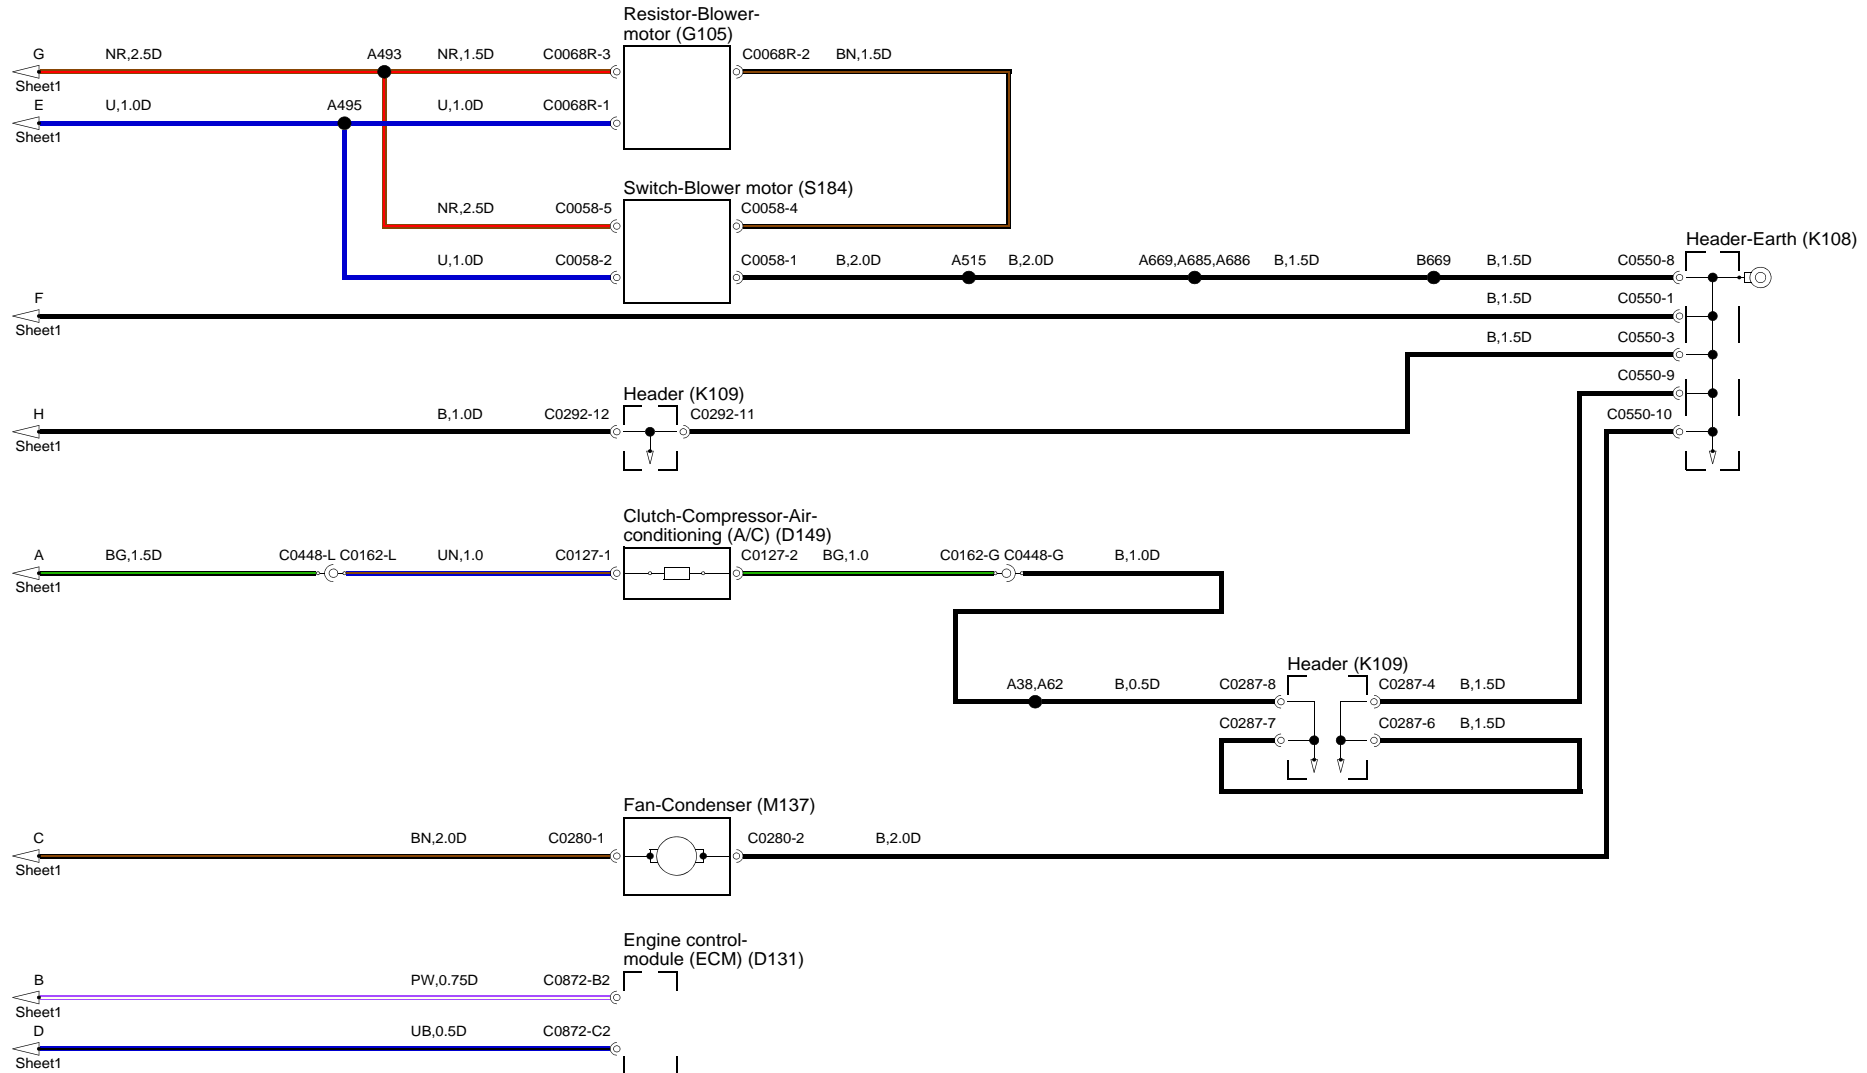 Resistor-Blower-
motor (G105)
G NR,2.5D A493 NR,1.5D C0068R-3 C0068R-2 BN,1.5D
Sheet1
E U,1.0D A495 U,1.0D C0068R-1
Sheet1
Switch-Blower motor (S184)
NR,2.5D C0058-5 C0058-4
Header-Earth (K108)
U,1.0D C0058-2 C0058-1 B,2.0D A515 B,2.0D A669,A685,A686 B,1.5D B669 B,1.5D C0550-8
F B,1.5D C0550-1
Sheet1
B,1.5D C0550-3
C0550-9
Header (K109)
H B,1.0D C0292-12 C0292-11 C0550-10
Sheet1
Clutch-Compressor-Air-
conditioning (A/C) (D149)
A BG,1.5D C0448-L C0162-L UN,1.0 C0127-1 C0127-2 BG,1.0 C0162-G C0448-G B,1.0D
Sheet1
Header (K109)
A38,A62 B,0.5D C0287-8 C0287-4 B,1.5D
C0287-7 C0287-6 B,1.5D
Fan-Condenser (M137)
C BN,2.0D C0280-1 C0280-2 B,2.0D
Sheet1
Engine control-
module (ECM) (D131)
B PW,0.75D C0872-B2
Sheet1
D UB,0.5D C0872-C2
Sheet1